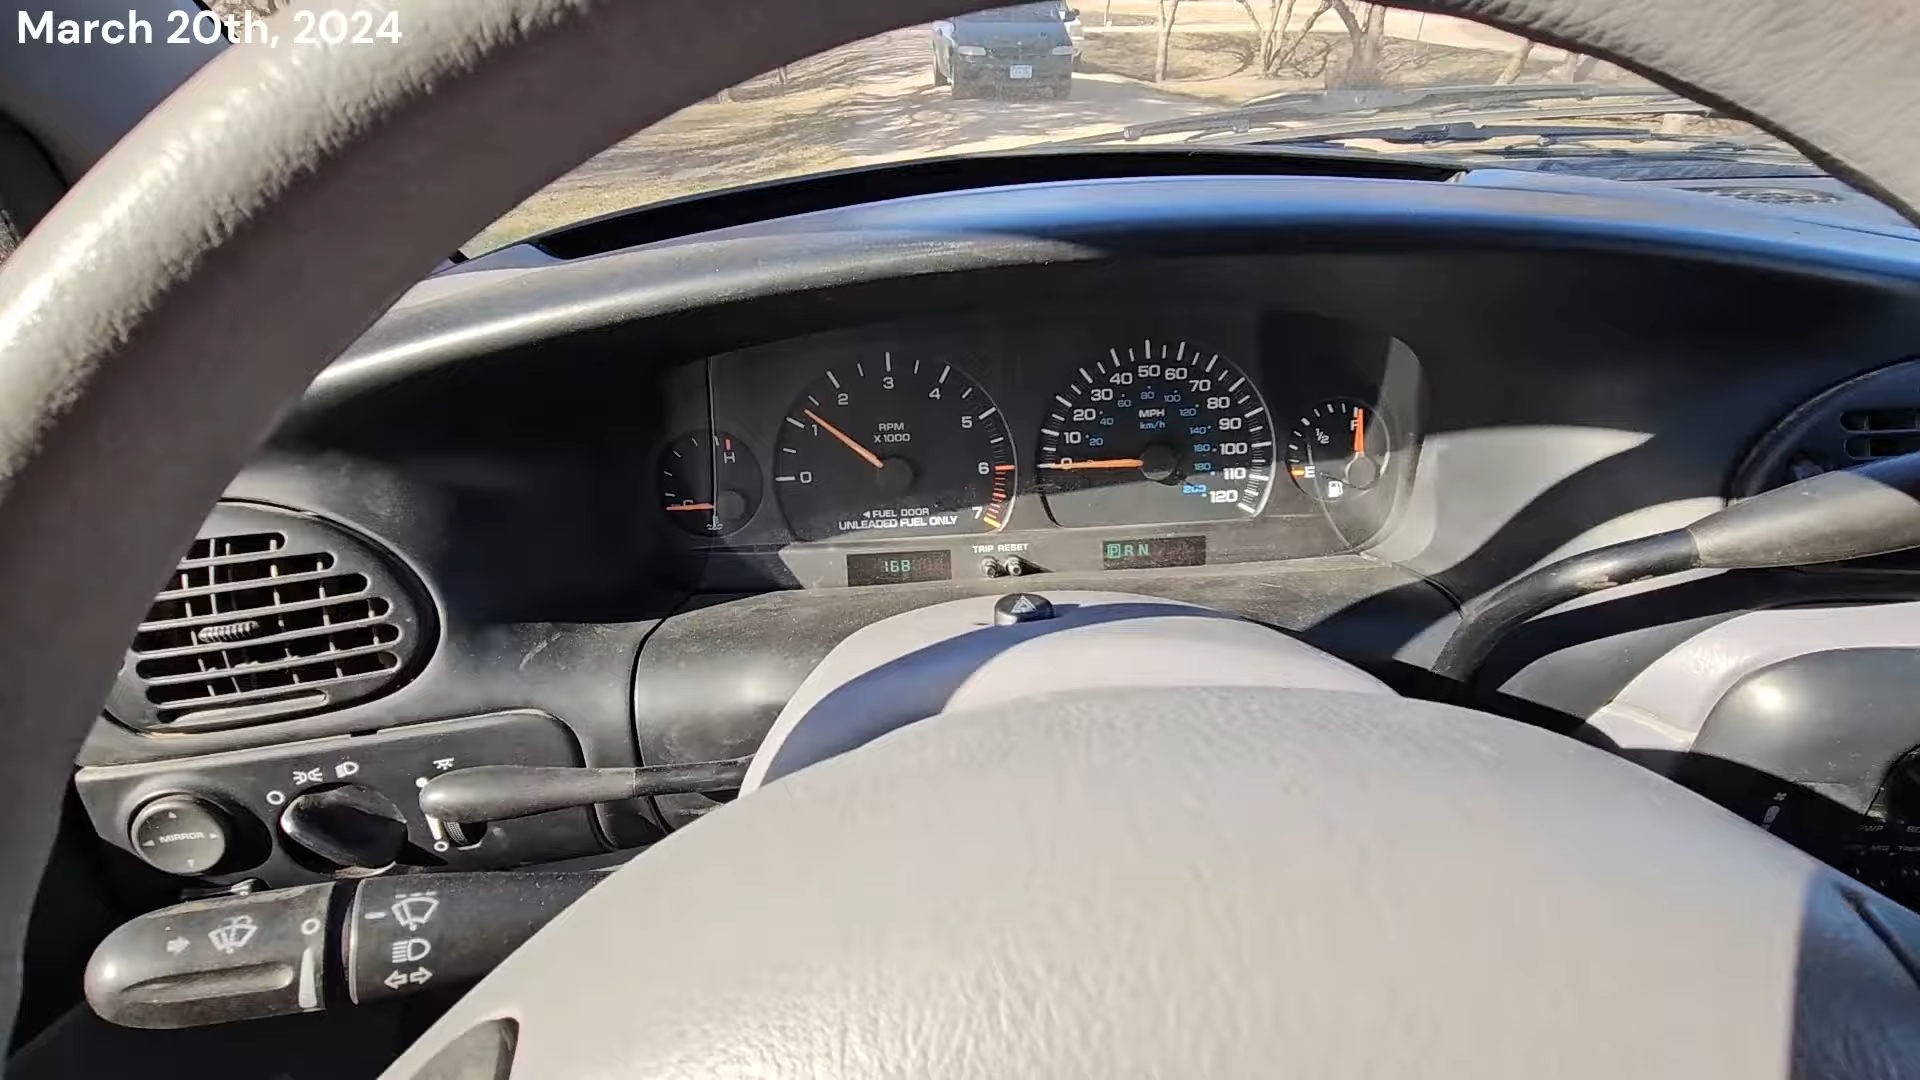 March 20th, 2024
H
C
0
1
2
3
4
5
6
7
RPM
X 1000
◄ FUEL DOOR
UNLEADED FUEL ONLY
0
10
20
30
40
50
60
70
80
90
100
110
120
20
40
60
80
100
120
140
160
180
200
MPH
km/h
E
1/2
F
168
TRIP RESET
P R N
MIRROR